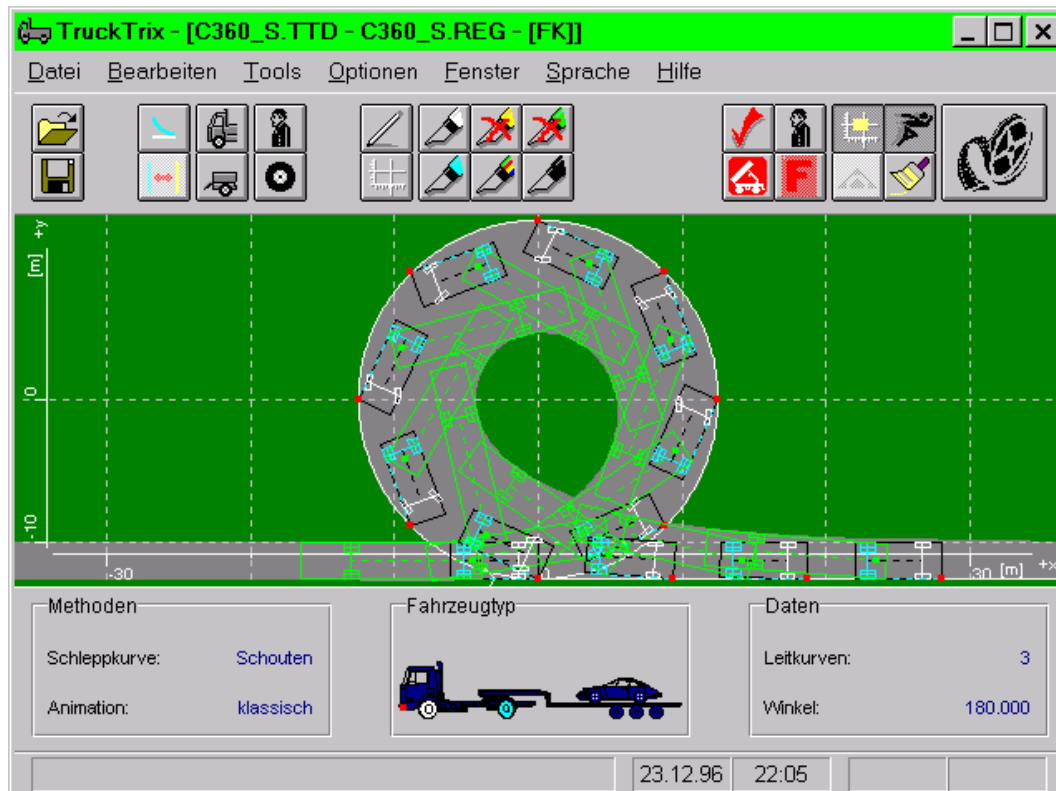 TruckTrix - [C360_S.TTD - C360_S.REG - [FK]]
Datei Bearbeiten Tools Optionen Fenster Sprache Hilfe
F
[m] +y
0
-10
-30
30 [m] +x
Methoden
Schleppkurve: Schouten
Animation: klassisch
Fahrzeugtyp
Daten
Leitkurven: 3
Winkel: 180.000
23.12.96 22:05